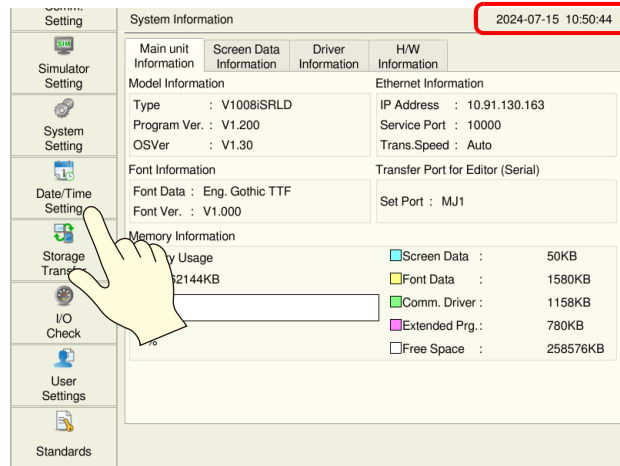 Setting
System Information
2024-07-15 10:50:44
SIM
Simulator
Setting
System
Setting
Date/Time
Setting
Storage
I/O
Check
User
Settings
Standards
Main unit
Information
Screen Data
Information
Driver
Information
H/W
Information
Model Information
Type : V1008iSRLD
Program Ver. : V1.200
OSVer : V1.30
Ethernet Information
IP Address : 10.91.130.163
Service Port : 10000
Trans.Speed : Auto
Font Information
Font Data : Eng. Gothic TTF
Font Ver. : V1.000
Transfer Port for Editor (Serial)
Set Port : MJ1
Memory Information
Usage
62144KB
%
Screen Data : 50KB
Font Data : 1580KB
Comm. Driver : 1158KB
Extended Prg.: 780KB
Free Space : 258576KB